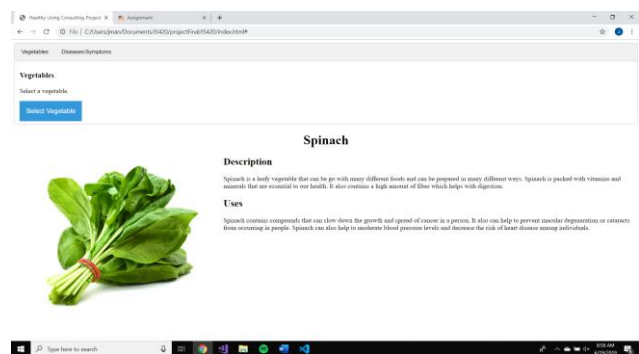 Healthy Living Consulting Project
Assignment
File | C:/Users/jman/Documents/IS420/projectFinal/IS420/index.html#
Vegetables Diseases/Symptoms
Vegetables
Select a vegetable.
Select Vegetable
Spinach
Description
Spinach is a leafy vegetable that can be go with many different foods and can be prepared in many different ways. Spinach is packed with vitamins and
minerals that are essential to our health. It also contains a high amount of fiber which helps with digestion.
Uses
Spinach contains compounds that can slow down the growth and spread of cancer in a person. It also can help to prevent macular degeneration or cataracts
from occurring in people. Spinach can also help to moderate blood pressure levels and decrease the risk of heart disease among individuals.
Type here to search
8:58 AM